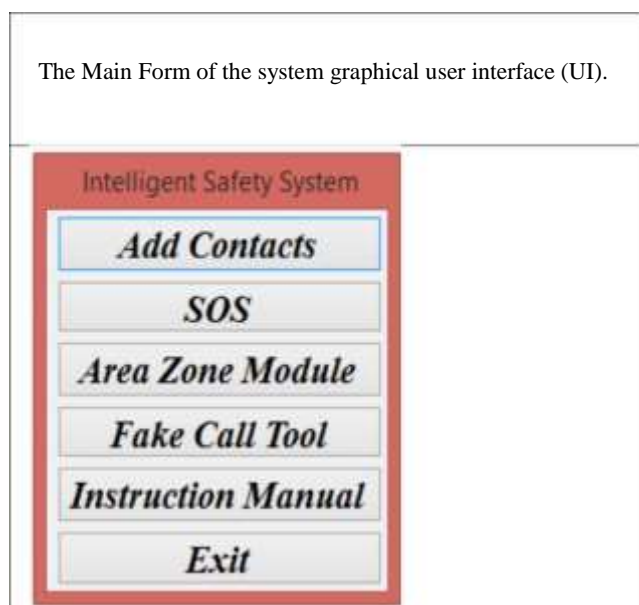 The Main Form of the system graphical user interface (UI).
Intelligent Safety System
Add Contacts
SOS
Area Zone Module
Fake Call Tool
Instruction Manual
Exit